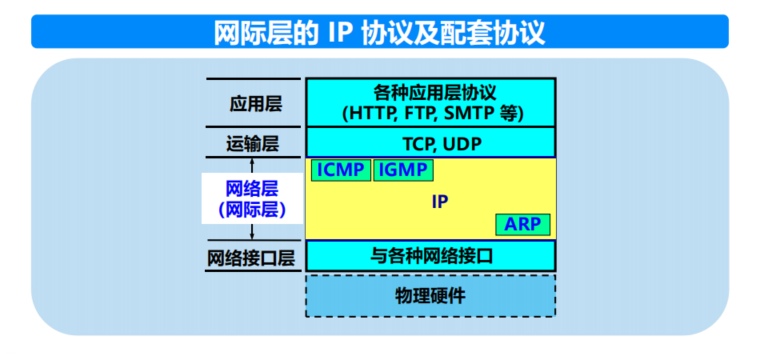 网际层的 IP 协议及配套协议
应用层
各种应用层协议
(HTTP, FTP, SMTP 等)
运输层
TCP, UDP
网络层
（网际层）
ICMP
IGMP
IP
ARP
网络接口层
与各种网络接口
物理硬件